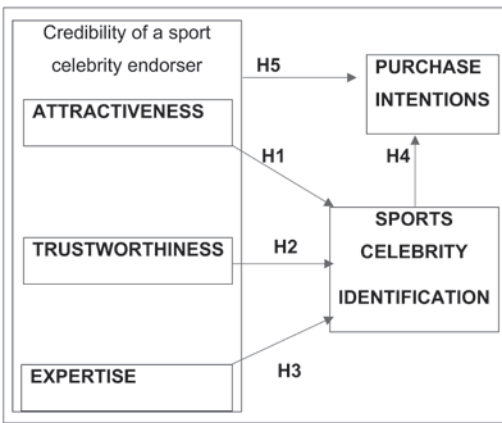 Credibility of a sport
celebrity endorser
ATTRACTIVENESS
TRUSTWORTHINESS
EXPERTISE
H5
H1
H2
H3
H4
PURCHASE
INTENTIONS
SPORTS
CELEBRITY
IDENTIFICATION